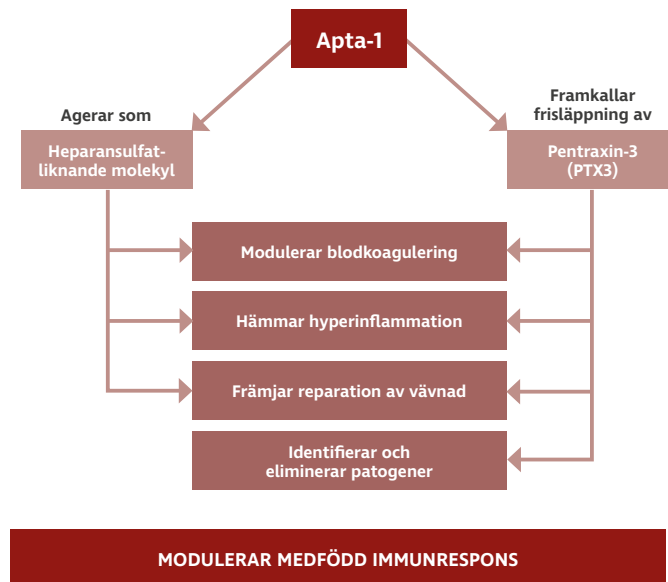 Apta-1
Agerar som
Heparansulfat-
liknande molekyl
Framkallar
frisläppning av
Pentraxin-3
(PTX3)
Modulerar blodkoagulering
Hämmar hyperinflammation
Främjar reparation av vävnad
Identifierar och
eliminerar patogener
MODULERAR MEDFÖDD IMMUNRESPONS